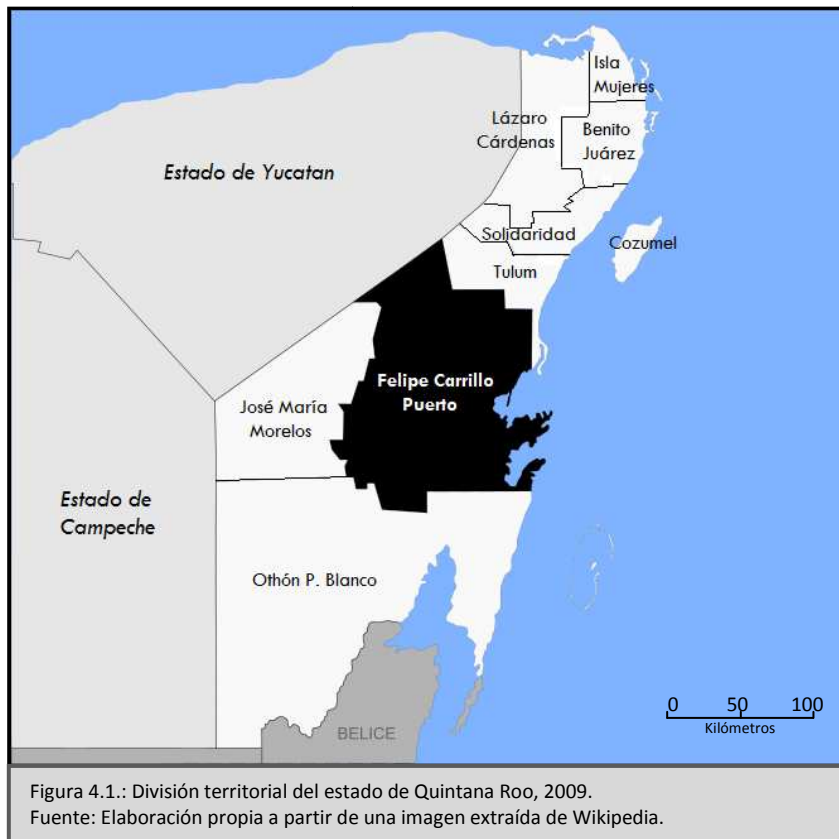 Isla
Mujeres
Lázaro
Cárdenas
Benito
Juárez
Estado de Yucatan
Solidaridad
Cozumel
Tulum
Felipe Carrillo
Puerto
José María
Morelos
Estado de
Campeche
Othón P. Blanco
0 50 100
Kilómetros
BELICE
Figura 4.1.: División territorial del estado de Quintana Roo, 2009.
Fuente: Elaboración propia a partir de una imagen extraída de Wikipedia.